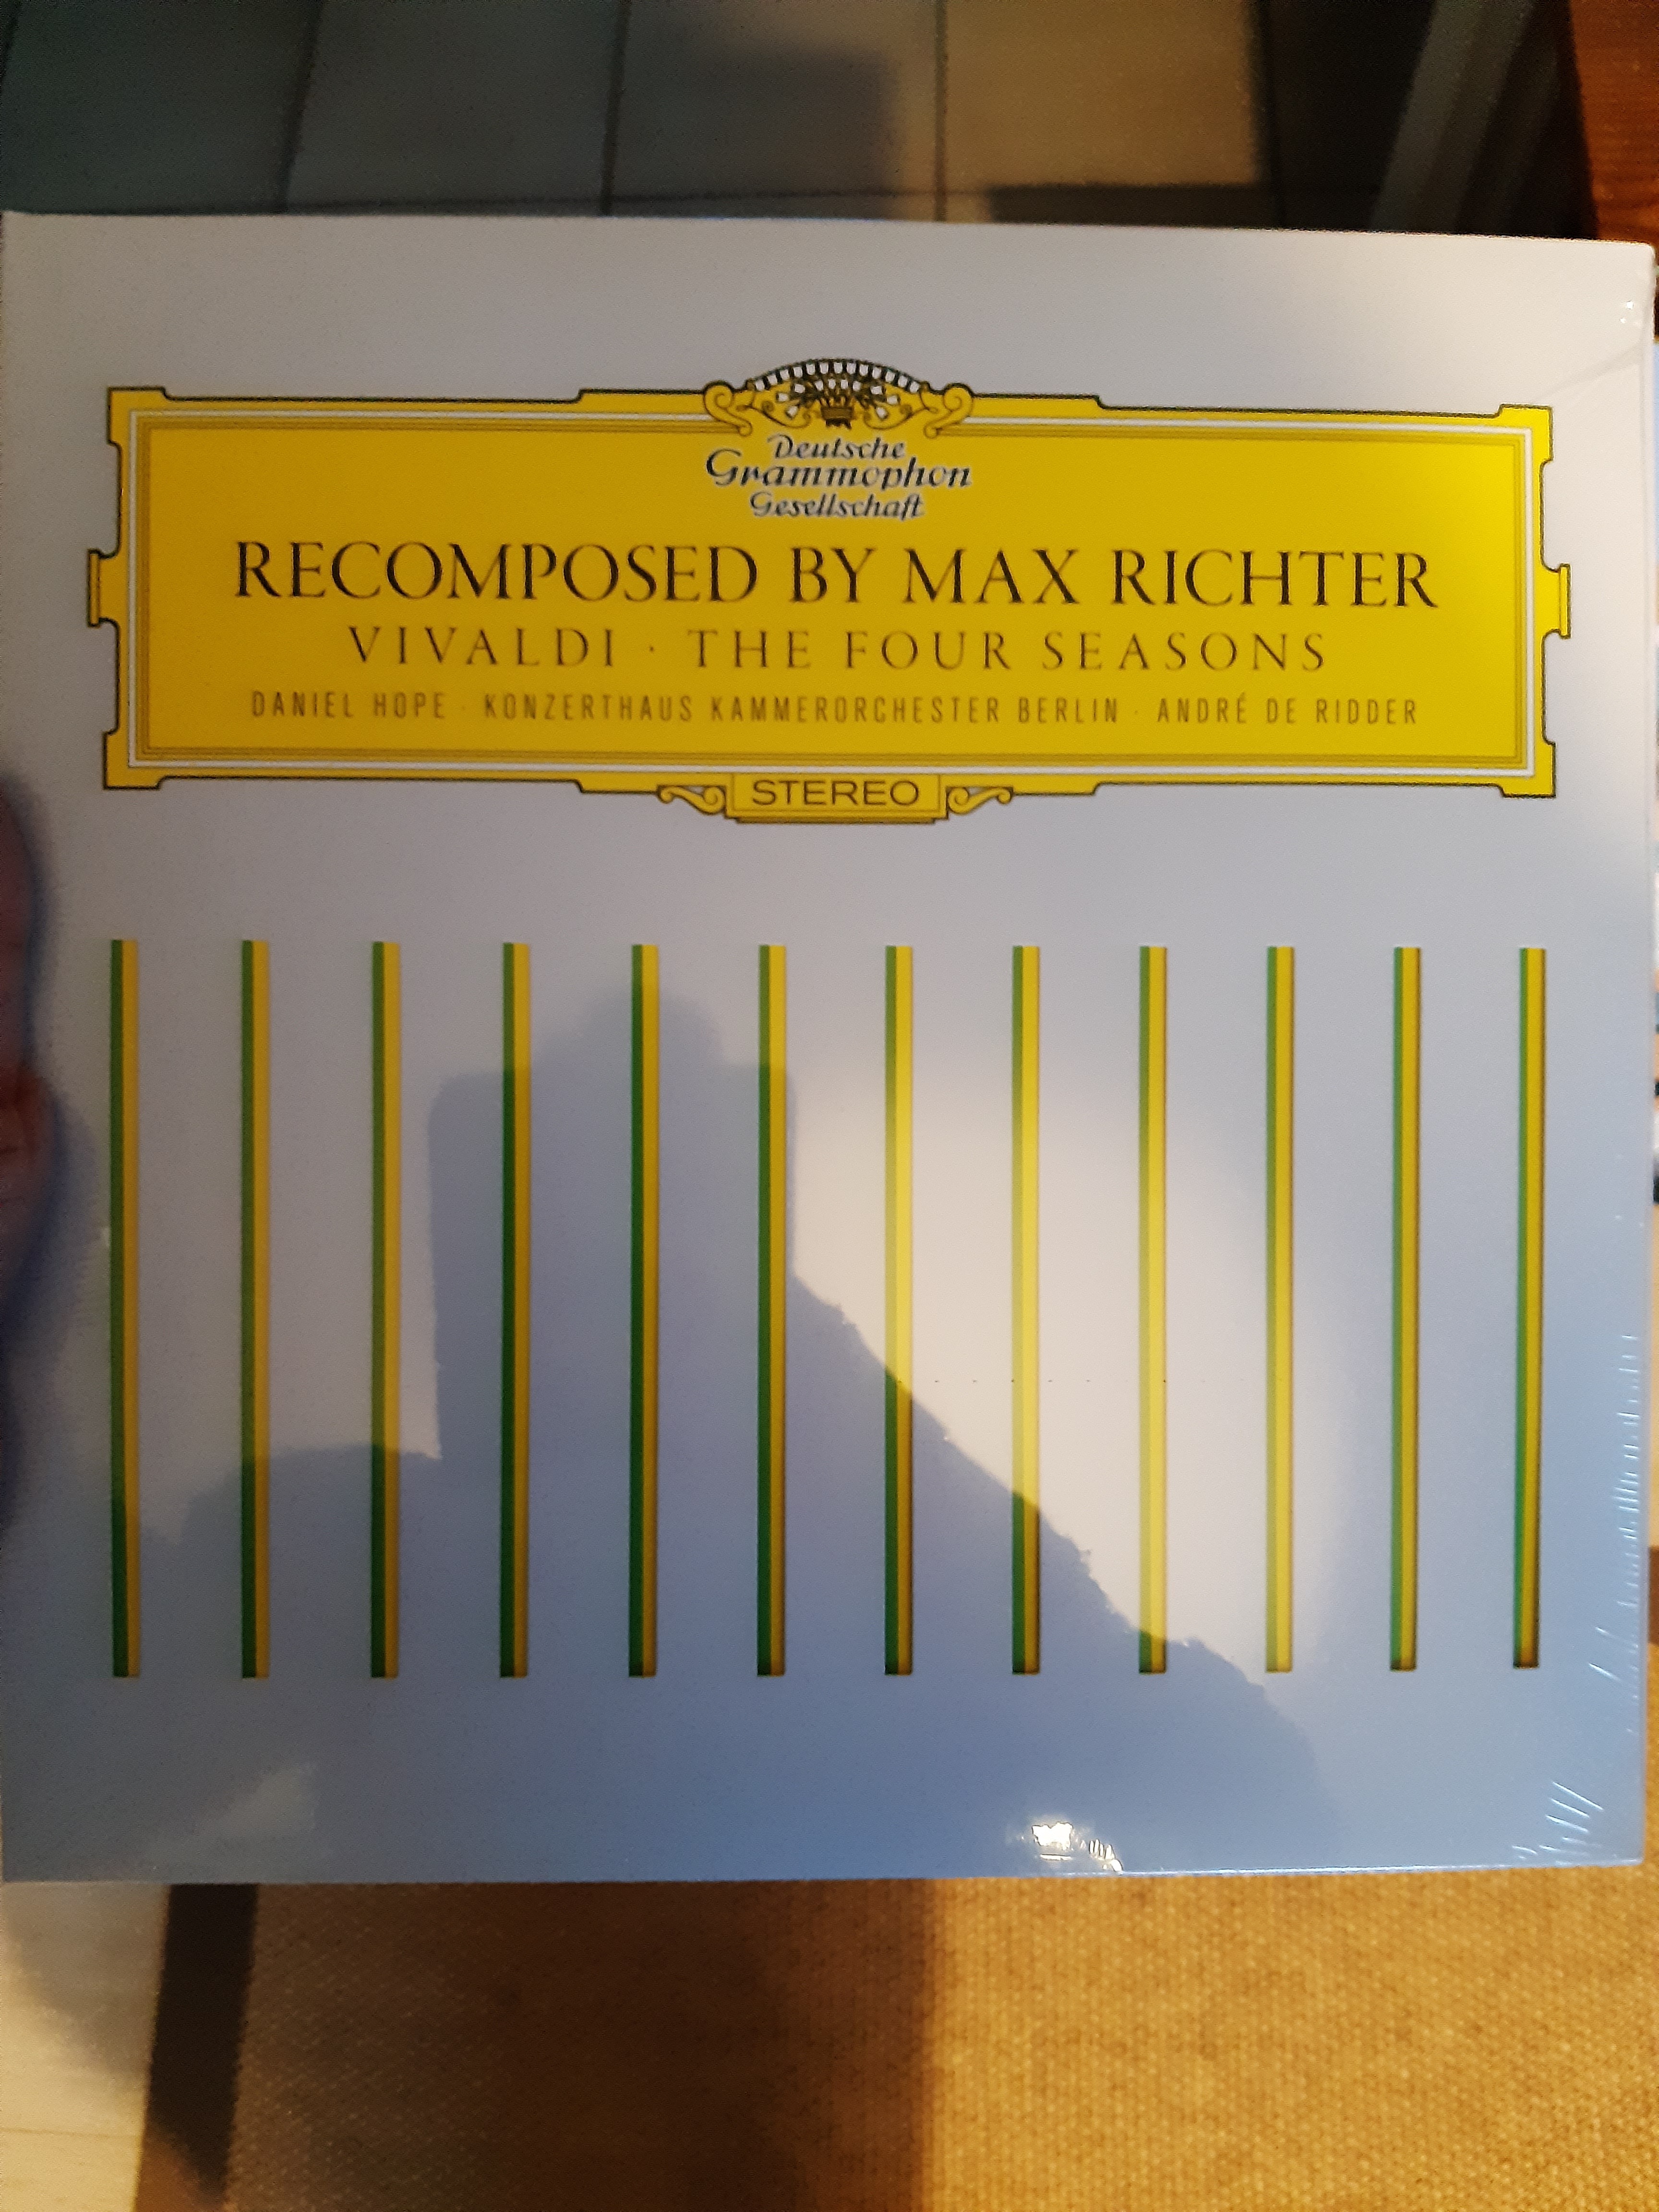 Deutsche
Grammophon
Gesellschaft
RECOMPOSED BY MAX RICHTER
VIVALDI · THE FOUR SEASONS
DANIEL HOPE · KONZERTHAUS KAMMERORCHESTER BERLIN · ANDRÉ DE RIDDER
STEREO